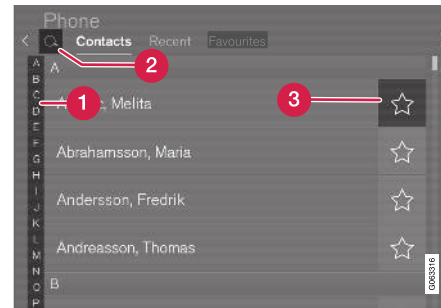 Phone
Contacts Recent Favourites
2
A
B
C
D
E
F
G
H
I
J
K
L
M
N
O
P
A
1
Melita
3
Abrahamsson, Maria
Andersson, Fredrik
Andreasson, Thomas
B
G063316